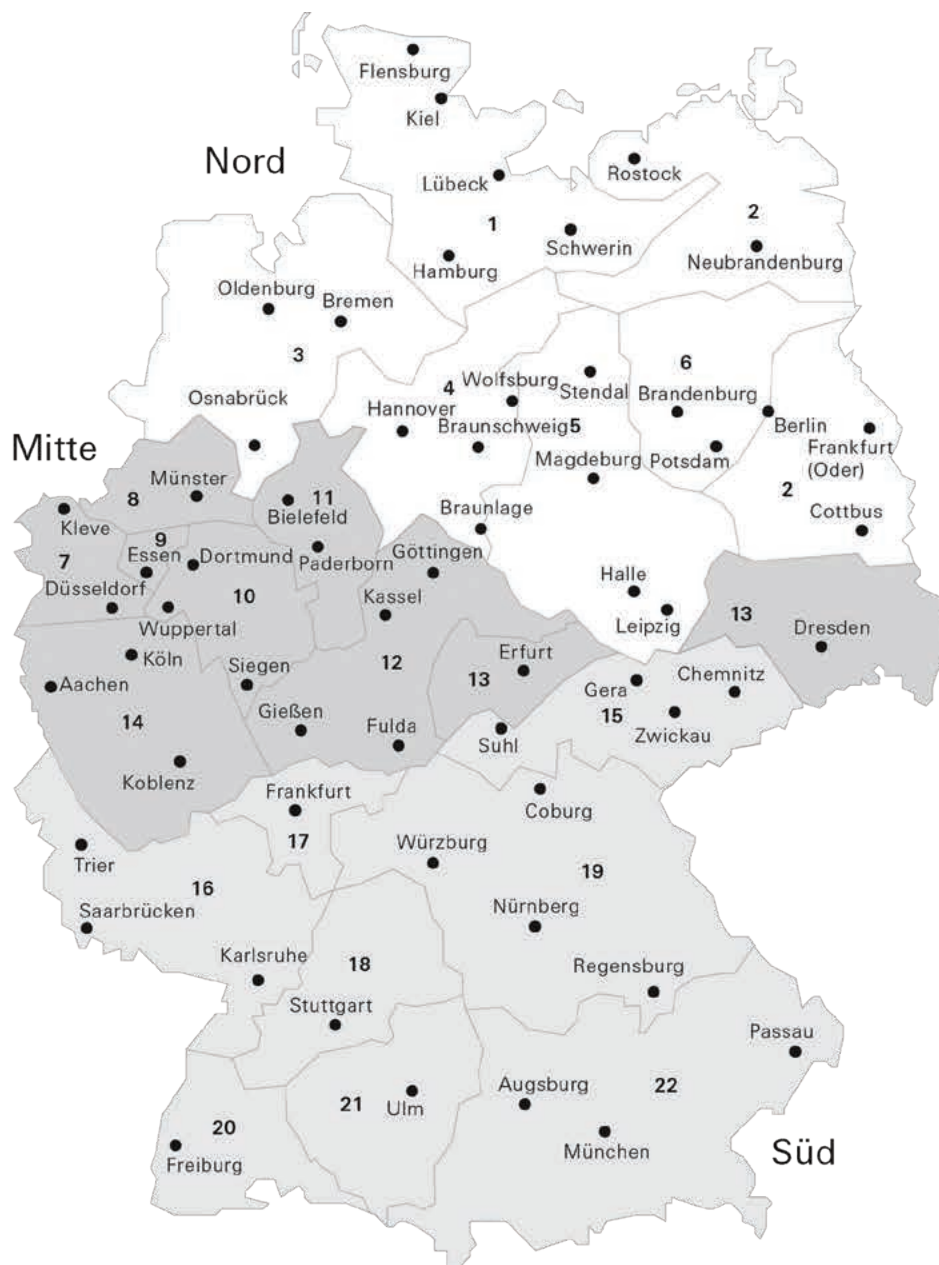 Flensburg
Kiel
Nord
Rostock
Lübeck
1
2
Schwerin
Hamburg
Neubrandenburg
Oldenburg
Bremen
3
6
4
Wolfsburg
Stendal
Brandenburg
Osnabrück
Hannover
Braunschweig
5
Berlin
Mitte
Magdeburg
Potsdam
Frankfurt
(Oder)
Münster
11
2
8
Bielefeld
Braunlage
Cottbus
Kleve
9
Essen
Dortmund
Göttingen
7
Paderborn
Halle
Düsseldorf
10
Kassel
Leipzig
13
Wuppertal
Dresden
Köln
12
Erfurt
Siegen
13
Gera
Chemnitz
Aachen
14
Gießen
Fulda
Suhl
15
Zwickau
Koblenz
Frankfurt
Coburg
17
Trier
Würzburg
19
16
Saarbrücken
Nürnberg
Karlsruhe
18
Regensburg
Stuttgart
Passau
Augsburg
22
21
Ulm
20
München
Süd
Freiburg